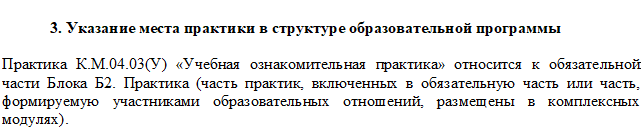 3. Указание места практики в структуре образовательной программы
Практика К.М.04.03(У) «Учебная ознакомительная практика» относится к обязательной
части Блока Б2. Практика (часть практик, включенных в обязательную часть или часть,
формируемую участниками образовательных отношений, размещены в комплексных
модулях).